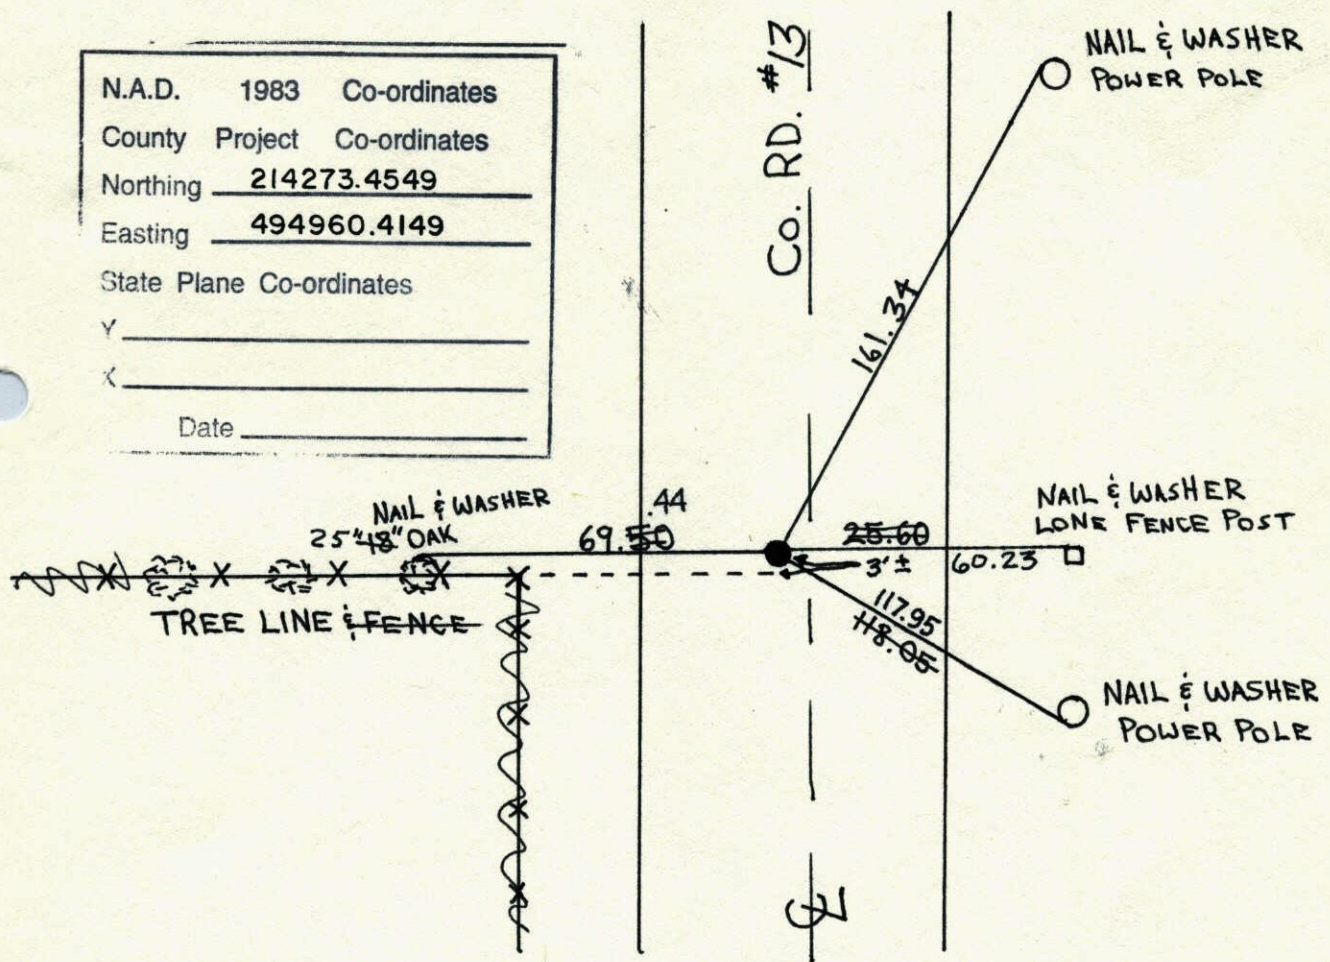 N.A.D. 1983 Co-ordinates
County Project Co-ordinates
Northing 214273.4549
Easting 494960.4149
State Plane Co-ordinates
Y
X
Date
Co. RD. #13
NAIL & WASHER
POWER POLE
161.34
NAIL & WASHER
25" 18" OAK
.44
69.50
25.60
3' ±
60.23
NAIL & WASHER
LONE FENCE POST
TREE LINE & FENCE
117.95
118.05
NAIL & WASHER
POWER POLE
℄